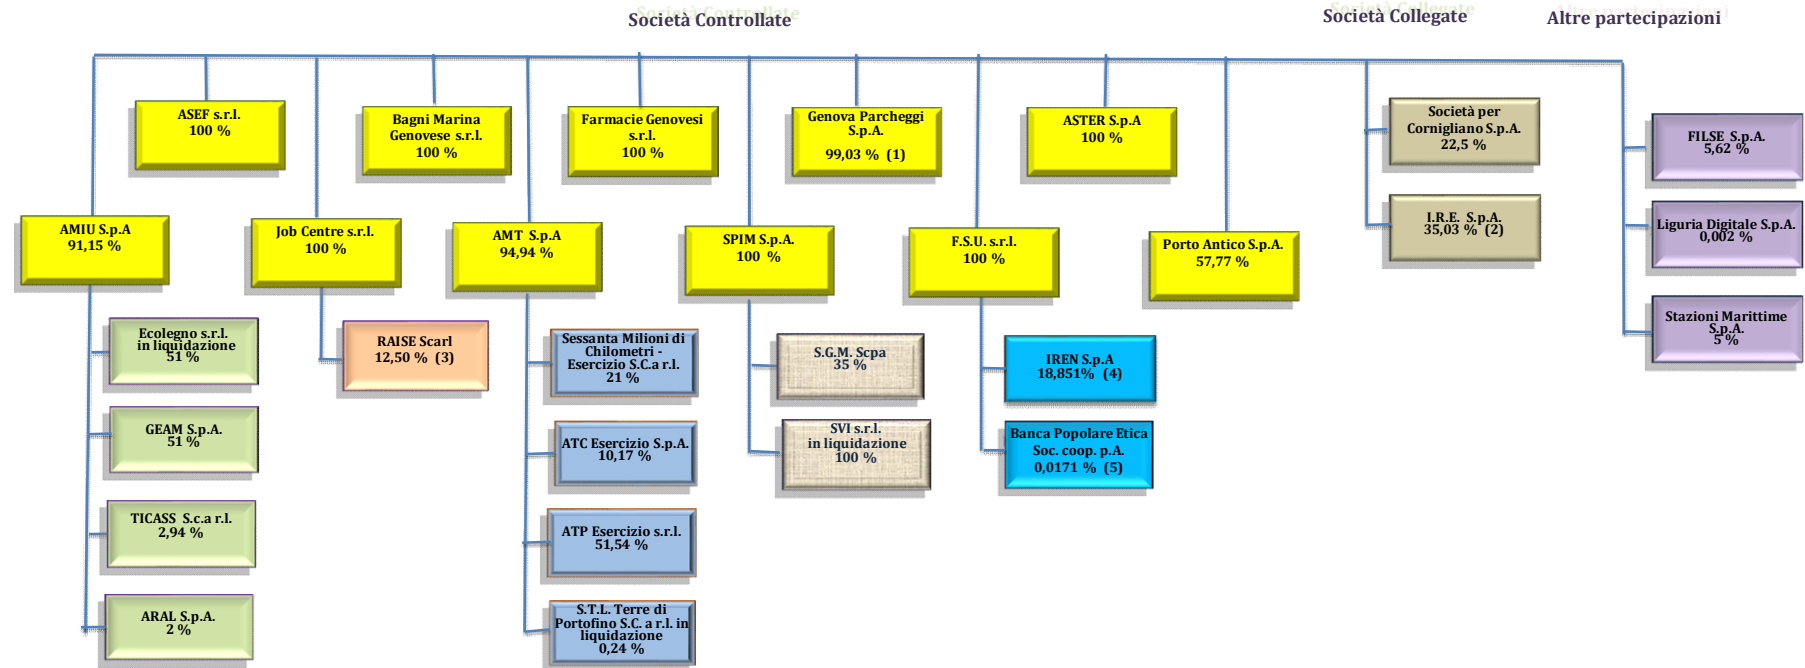 Società Controllate
Società Collegate
Altre partecipazioni
ASEF s.r.l.
100 %
Bagni Marina
Genovese s.r.l.
100 %
Farmacie Genovesi
s.r.l.
100 %
Genova Parcheggi
S.p.A.
99,03 % (1)
ASTER S.p.A
100 %
Società per
Cornigliano S.p.A.
22,5 %
FILSE S.p.A.
5,62 %
AMIU S.p.A
91,15 %
Job Centre s.r.l.
100 %
AMT S.p.A
94,94 %
SPIM S.p.A.
100 %
F.S.U. s.r.l.
100 %
Porto Antico S.p.A.
57,77 %
I.R.E. S.p.A.
35,03 % (2)
Liguria Digitale S.p.A.
0,002 %
Stazioni Marittime
S.p.A.
5 %
Ecolegno s.r.l.
in liquidazione
51 %
GEAM S.p.A.
51 %
TICASS S.c.a r.l.
2,94 %
ARAL S.p.A.
2 %
RAISE Scarl
12,50 % (3)
Sessanta Milioni di
Chilometri -
Esercizio S.C.a r.l.
21 %
ATC Esercizio S.p.A.
10,17 %
ATP Esercizio s.r.l.
51,54 %
S.T.L. Terre di
Portofino S.C. a r.l. in
liquidazione
0,24 %
S.G.M. Scpa
35 %
SVI s.r.l.
in liquidazione
100 %
IREN S.p.A
18,851% (4)
Banca Popolare Etica
Soc. coop. p.A.
0,0171 % (5)